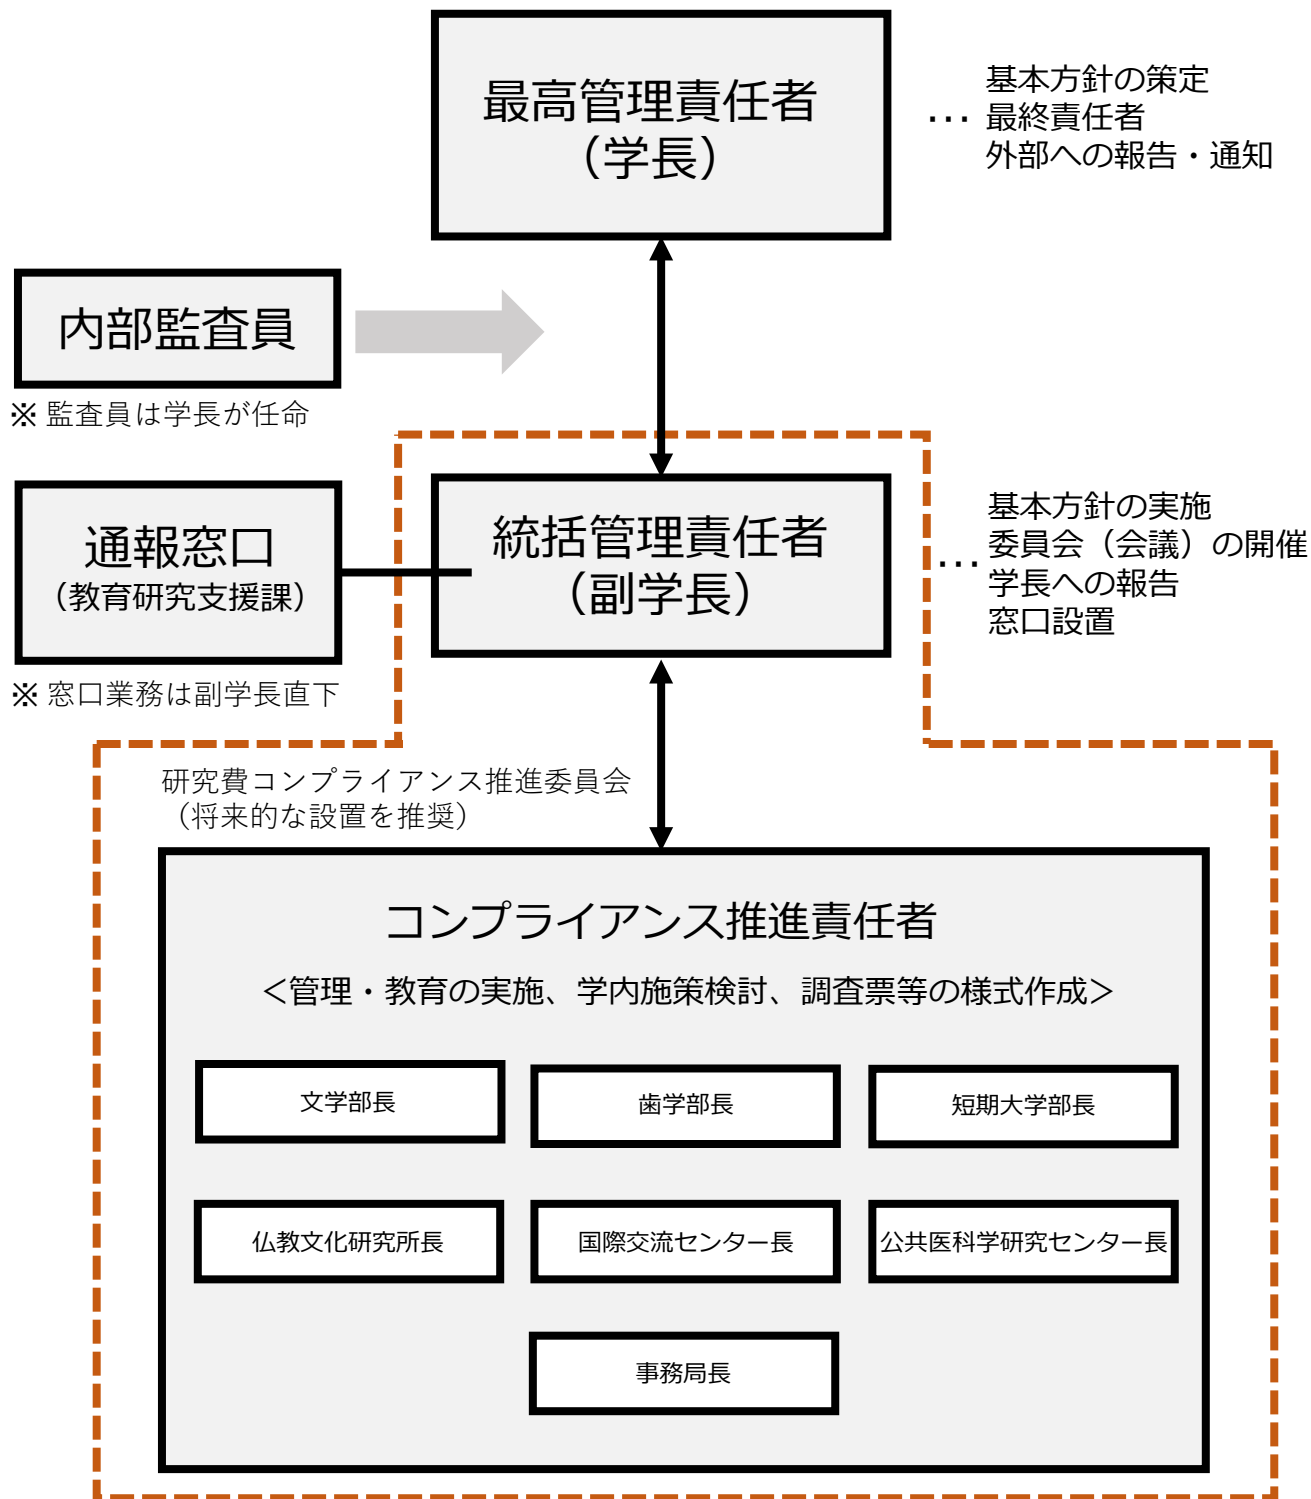 最高管理責任者
（学長）
… 基本方針の策定
最終責任者
外部への報告・通知
内部監査員
※ 監査員は学長が任命
通報窓口
（教育研究支援課）
※ 窓口業務は副学長直下
統括管理責任者
（副学長）
… 基本方針の実施
委員会（会議）の開催
学長への報告
窓口設置
研究費コンプライアンス推進委員会
（将来的な設置を推奨）
コンプライアンス推進責任者
＜管理・教育の実施、学内施策検討、調査票等の様式作成＞
文学部長
歯学部長
短期大学部長
仏教文化研究所長
国際交流センター長
公共医科学研究センター長
事務局長